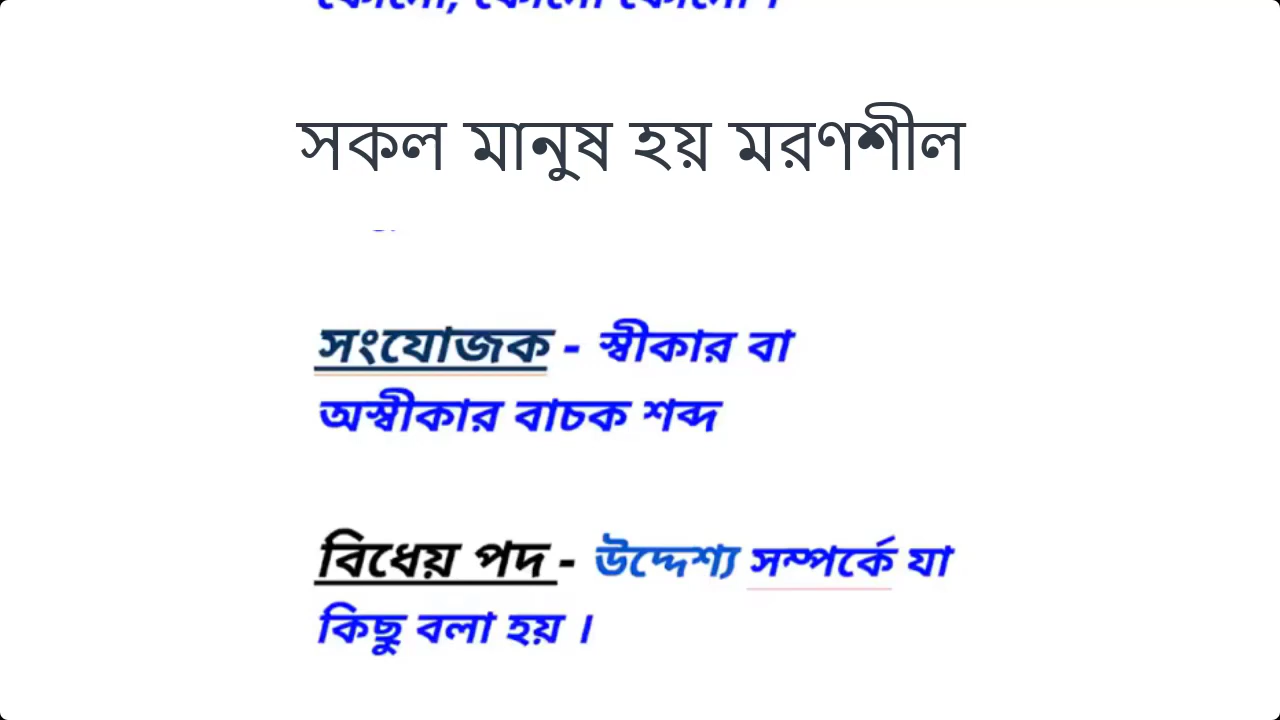 সকল মানুষ হয় মরণশীল
সংযোজক - স্বীকার বা
অস্বীকার বাচক শব্দ
বিধেয় পদ - উদ্দেশ্য সম্পর্কে যা
কিছু বলা হয় ।